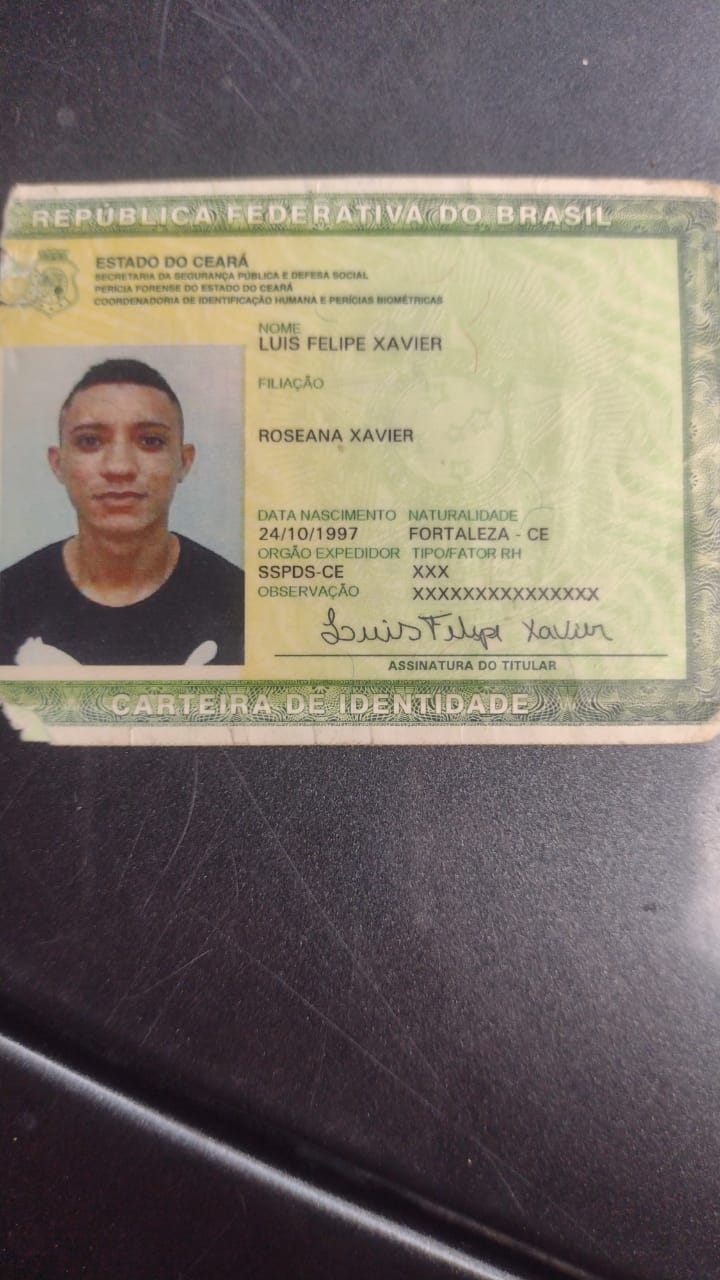 REPÚBLICA FEDERATIVA DO BRASIL
ESTADO DO CEARÁ
SECRETARIA DA SEGURANÇA PÚBLICA E DEFESA SOCIAL
PERÍCIA FORENSE DO ESTADO DO CEARÁ
COORDENADORIA DE IDENTIFICAÇÃO HUMANA E PERÍCIAS BIOMÉTRICAS
NOME
LUIS FELIPE XAVIER
FILIAÇÃO
ROSEANA XAVIER
DATA NASCIMENTO NATURALIDADE
24/10/1997 FORTALEZA - CE
ORGÃO EXPEDIDOR TIPO/FATOR RH
SSPDS-CE XXX
OBSERVAÇÃO XXXXXXXXXXXXXXX
Luis Felipe Xavier
ASSINATURA DO TITULAR
CARTEIRA DE IDENTIDADE